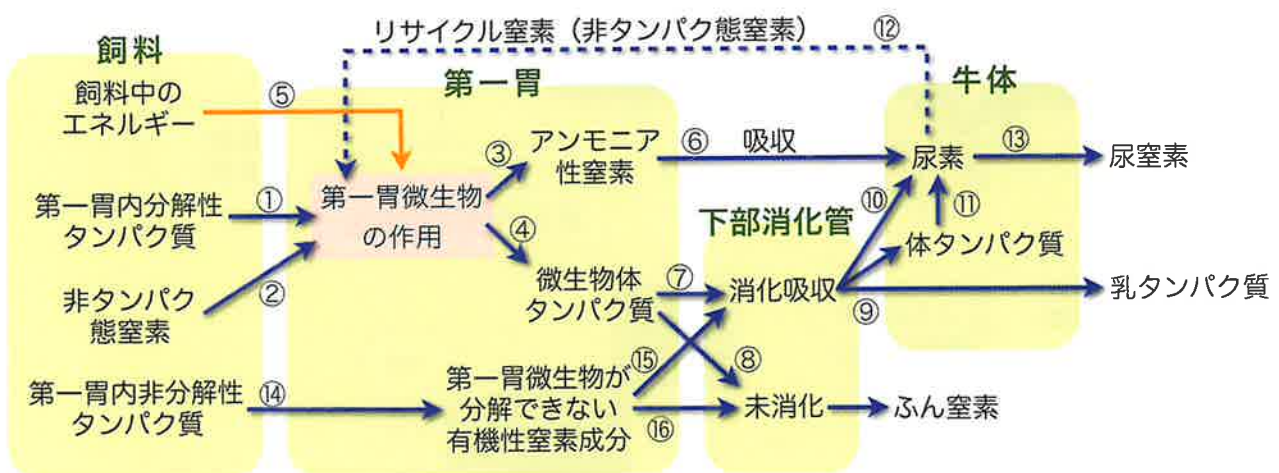 リサイクル窒素（非タンパク態窒素）
⑫
飼料
第一胃
牛体
飼料中の
エネルギー
⑤
③
アンモニア
性窒素
⑥
吸収
尿素
⑬
尿窒素
第一胃内分解性
タンパク質
①
第一胃微生物
の作用
④
下部消化管
⑩
⑪
体タンパク質
非タンパク
態窒素
②
微生物体
タンパク質
⑦
消化吸収
⑨
乳タンパク質
⑧
第一胃内非分解性
タンパク質
⑭
第一胃微生物が
分解できない
有機性窒素成分
⑮
⑯
未消化
ふん窒素